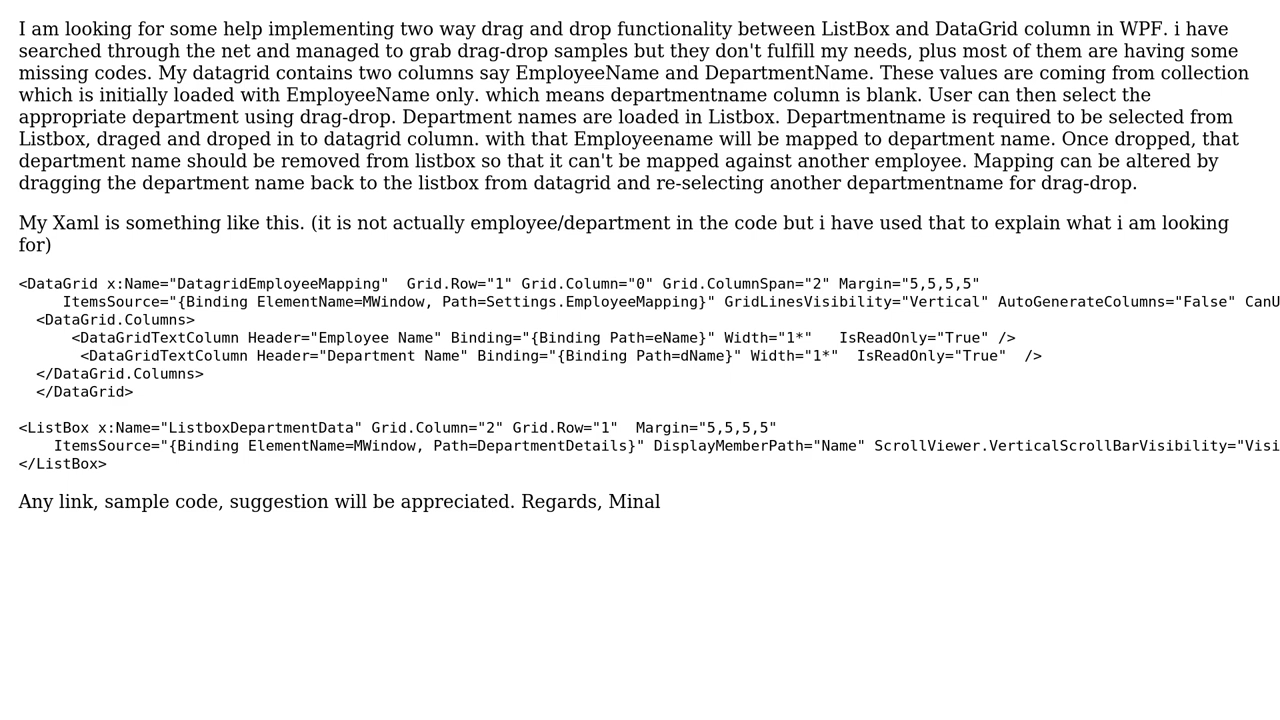 I am looking for some help implementing two way drag and drop functionality between ListBox and DataGrid column in WPF. i have
searched through the net and managed to grab drag-drop samples but they don't fulfill my needs, plus most of them are having some
missing codes. My datagrid contains two columns say EmployeeName and DepartmentName. These values are coming from collection
which is initially loaded with EmployeeName only. which means departmentname column is blank. User can then select the
appropriate department using drag-drop. Department names are loaded in Listbox. Departmentname is required to be selected from
Listbox, draged and droped in to datagrid column. with that Employeename will be mapped to department name. Once dropped, that
department name should be removed from listbox so that it can't be mapped against another employee. Mapping can be altered by
dragging the department name back to the listbox from datagrid and re-selecting another departmentname for drag-drop.
My Xaml is something like this. (it is not actually employee/department in the code but i have used that to explain what i am looking
for)
<DataGrid x:Name="DatagridEmployeeMapping"  Grid.Row="1" Grid.Column="0" Grid.ColumnSpan="2" Margin="5,5,5,5"
     ItemsSource="{Binding ElementName=MWindow, Path=Settings.EmployeeMapping}" GridLinesVisibility="Vertical" AutoGenerateColumns="False" CanU
  <DataGrid.Columns>
      <DataGridTextColumn Header="Employee Name" Binding="{Binding Path=eName}" Width="1*"   IsReadOnly="True" />
       <DataGridTextColumn Header="Department Name" Binding="{Binding Path=dName}" Width="1*"  IsReadOnly="True"  />
  </DataGrid.Columns>
  </DataGrid>
<ListBox x:Name="ListboxDepartmentData" Grid.Column="2" Grid.Row="1"  Margin="5,5,5,5"
    ItemsSource="{Binding ElementName=MWindow, Path=DepartmentDetails}" DisplayMemberPath="Name" ScrollViewer.VerticalScrollBarVisibility="Visi
</ListBox>
Any link, sample code, suggestion will be appreciated. Regards, Minal